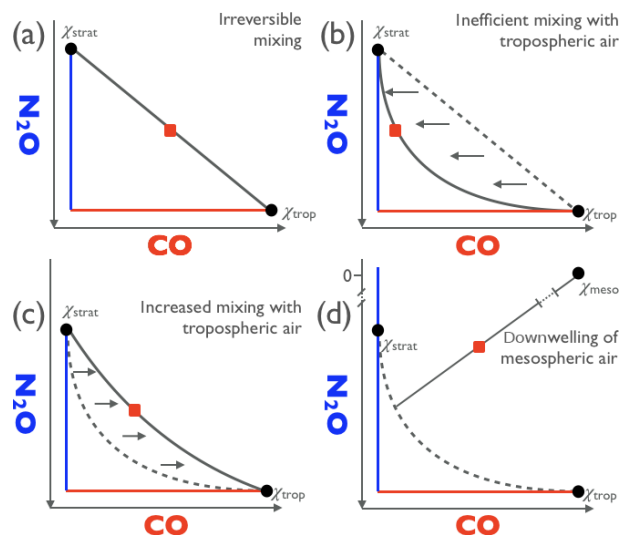 (a)
χstrat
Irreversible
mixing
N₂O
χtrop
CO
(b)
χstrat
Inefficient mixing with
tropospheric air
N₂O
χtrop
CO
(c)
χstrat
Increased mixing with
tropospheric air
N₂O
χtrop
CO
0
(d)
χmeso
χstrat
Downwelling of
mesospheric air
N₂O
χtrop
CO